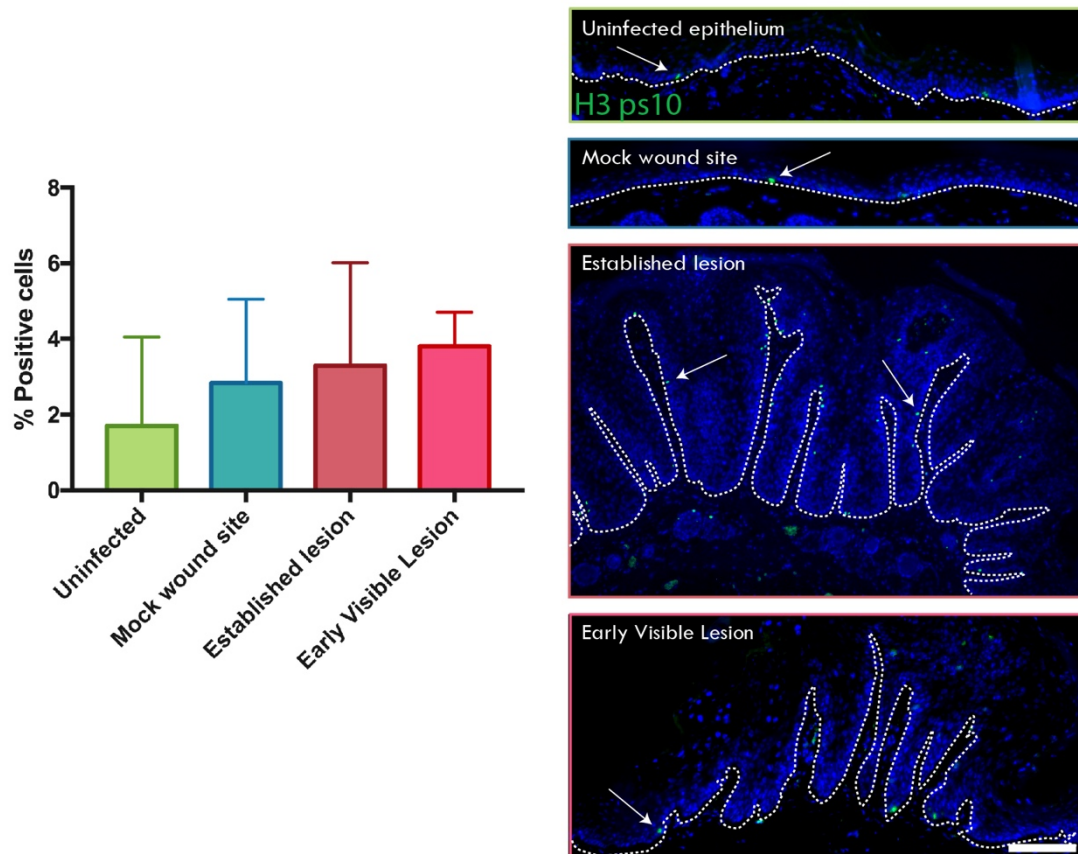 % Positive cells
8
6
4
2
0
Uninfected
Mock wound site
Established lesion
Early Visible Lesion
Uninfected epithelium
H3 ps10
Mock wound site
Established lesion
Early Visible Lesion